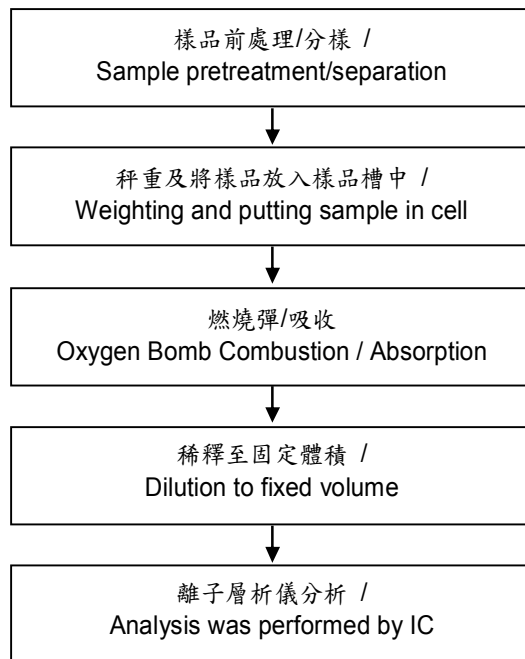 樣品前處理/分樣 /
Sample pretreatment/separation
秤重及將樣品放入樣品槽中 /
Weighting and putting sample in cell
燃燒彈/吸收
Oxygen Bomb Combustion / Absorption
稀釋至固定體積 /
Dilution to fixed volume
離子層析儀分析 /
Analysis was performed by IC